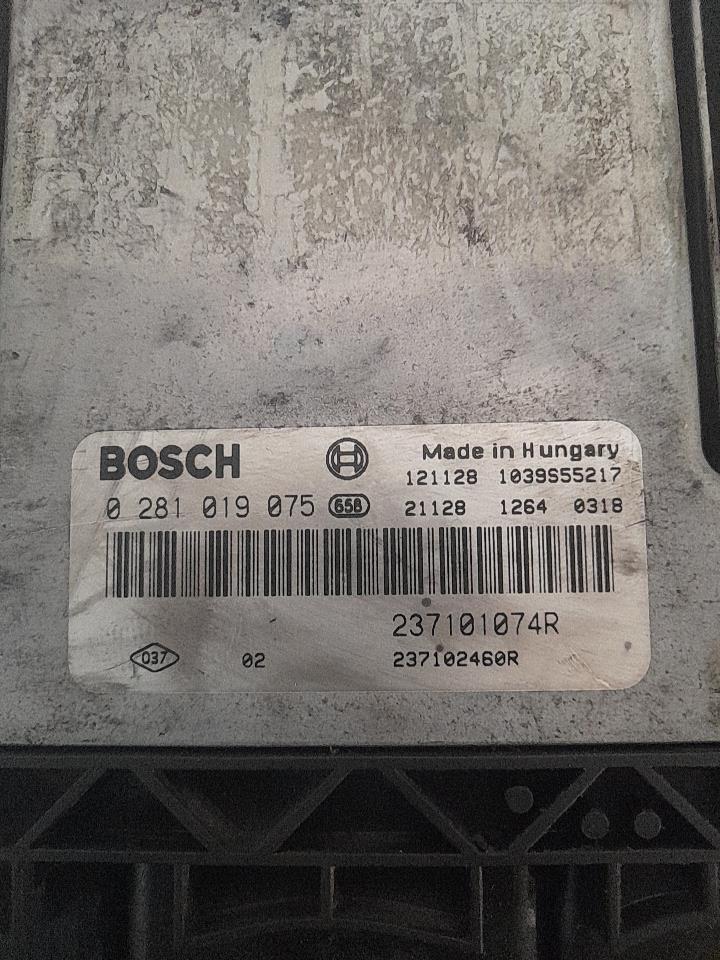 BOSCH
Made in Hungary
121128 1039S55217
0 281 019 075 658 21128 1264 0318
237101074R
037 02 237102460R